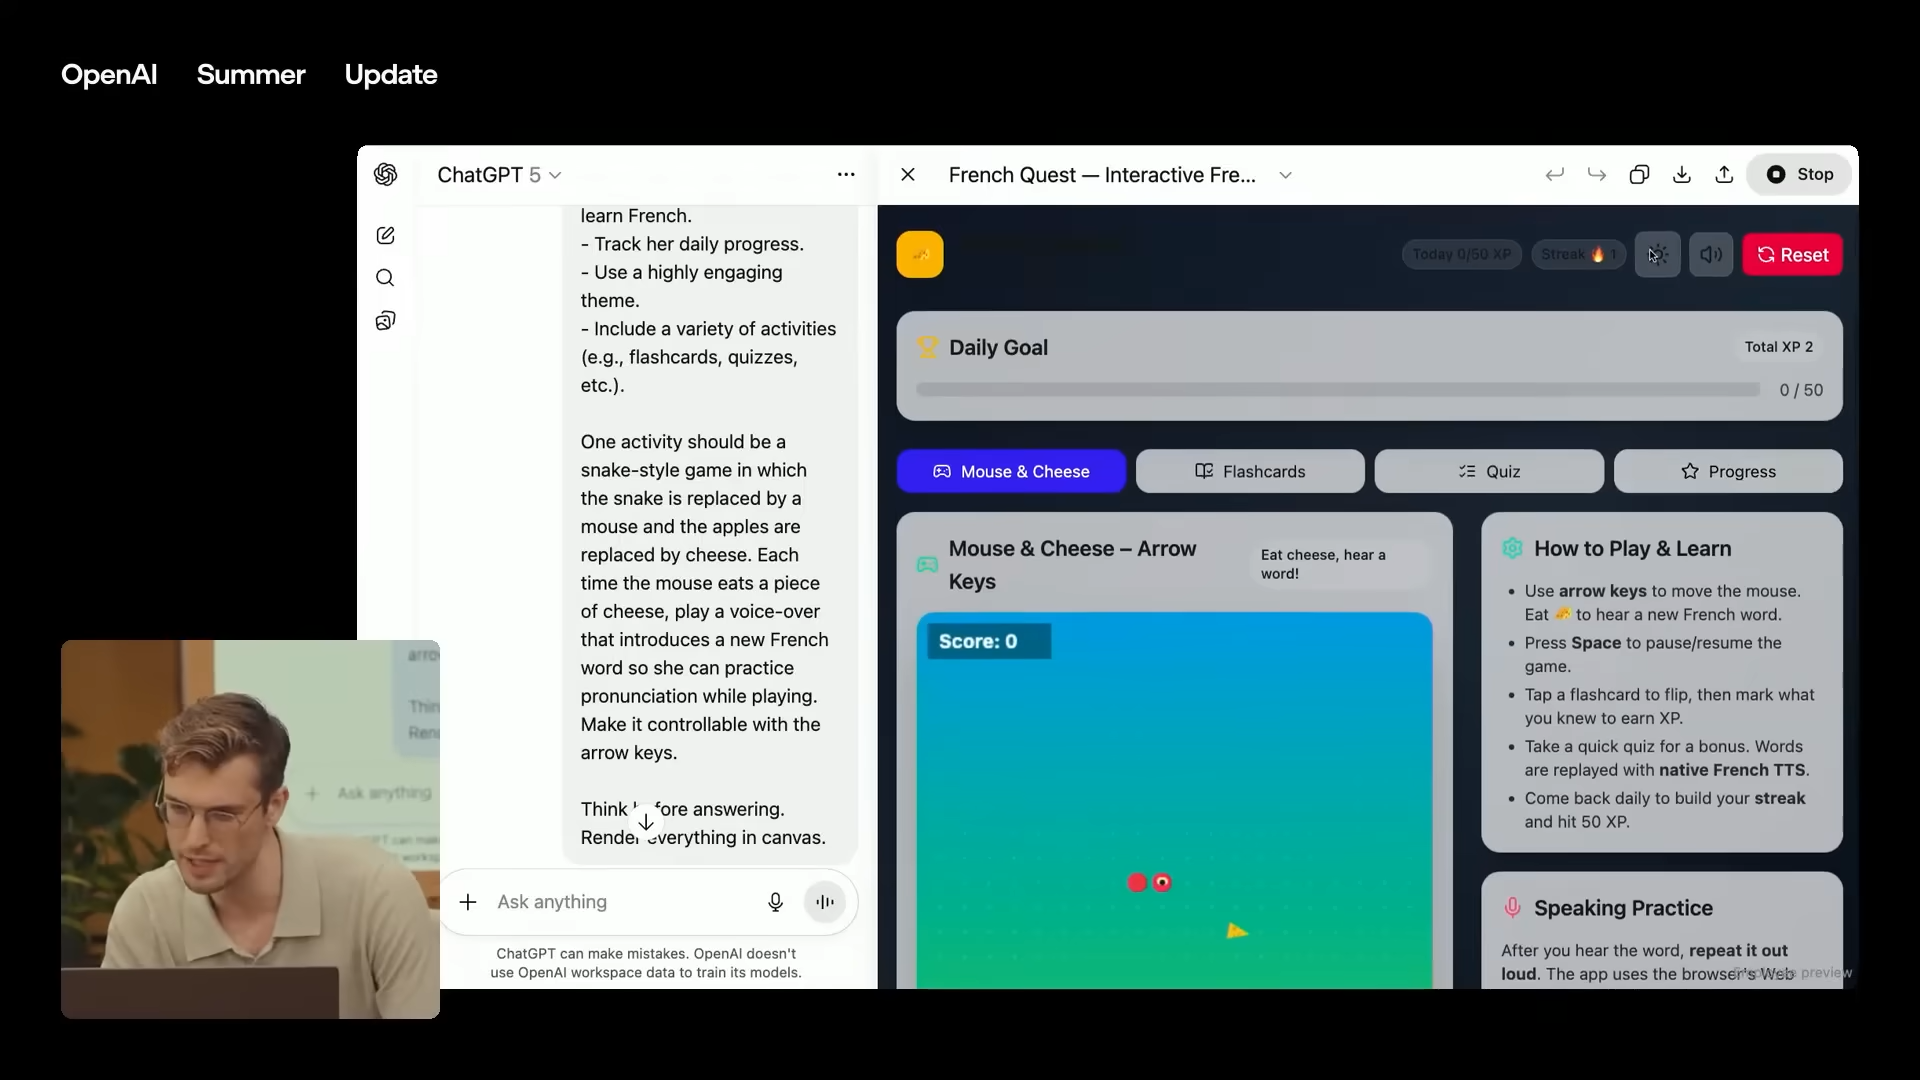 OpenAI Summer Update
ChatGPT 5
learn French.
- Track her daily progress.
- Use a highly engaging
theme.
- Include a variety of activities
(e.g., flashcards, quizzes,
etc.).
One activity should be a
snake-style game in which
the snake is replaced by a
mouse and the apples are
replaced by cheese. Each
time the mouse eats a piece
of cheese, play a voice-over
that introduces a new French
word so she can practice
pronunciation while playing.
Make it controllable with the
arrow keys.
Think before answering.
Render everything in canvas.
Ask anything
ChatGPT can make mistakes. OpenAI doesn't
use OpenAI workspace data to train its models.
French Quest — Interactive Fre...
Stop
Today 0/50 XP
Streak 🔥 1
Reset
Daily Goal
Total XP 2
0 / 50
Mouse & Cheese
Flashcards
Quiz
Progress
Mouse & Cheese – Arrow
Keys
Eat cheese, hear a
word!
Score: 0
How to Play & Learn
• Use arrow keys to move the mouse.
Eat 🧀 to hear a new French word.
• Press Space to pause/resume the
game.
• Tap a flashcard to flip, then mark what
you knew to earn XP.
• Take a quick quiz for a bonus. Words
are replayed with native French TTS.
• Come back daily to build your streak
and hit 50 XP.
Speaking Practice
After you hear the word, repeat it out
loud. The app uses the browser's Web
preview
arrow
Ask anything